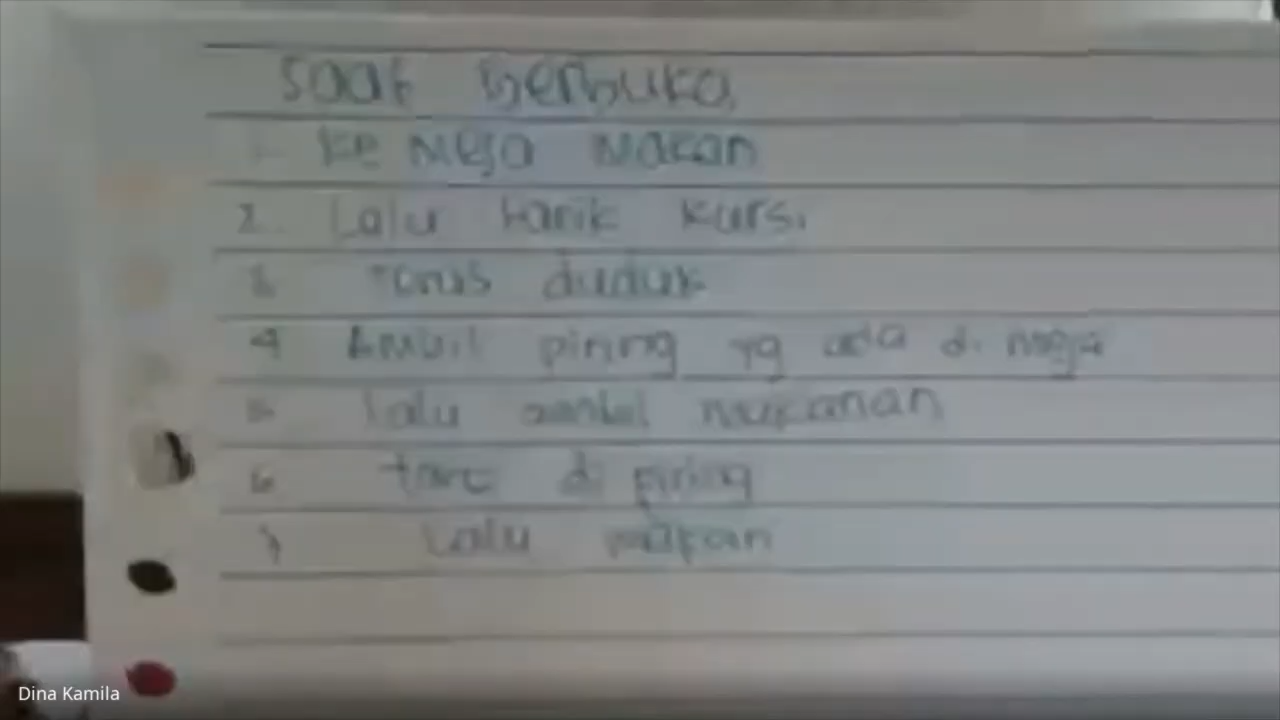 Saat Berbuka
1. ke Meja Makan
2. Lalu tarik kursi
3. Terus duduk
4 Ambil piring yg ada di meja
5 lalu ambil makanan
6 taro di piring
7 Lalu makan
Dina Kamila